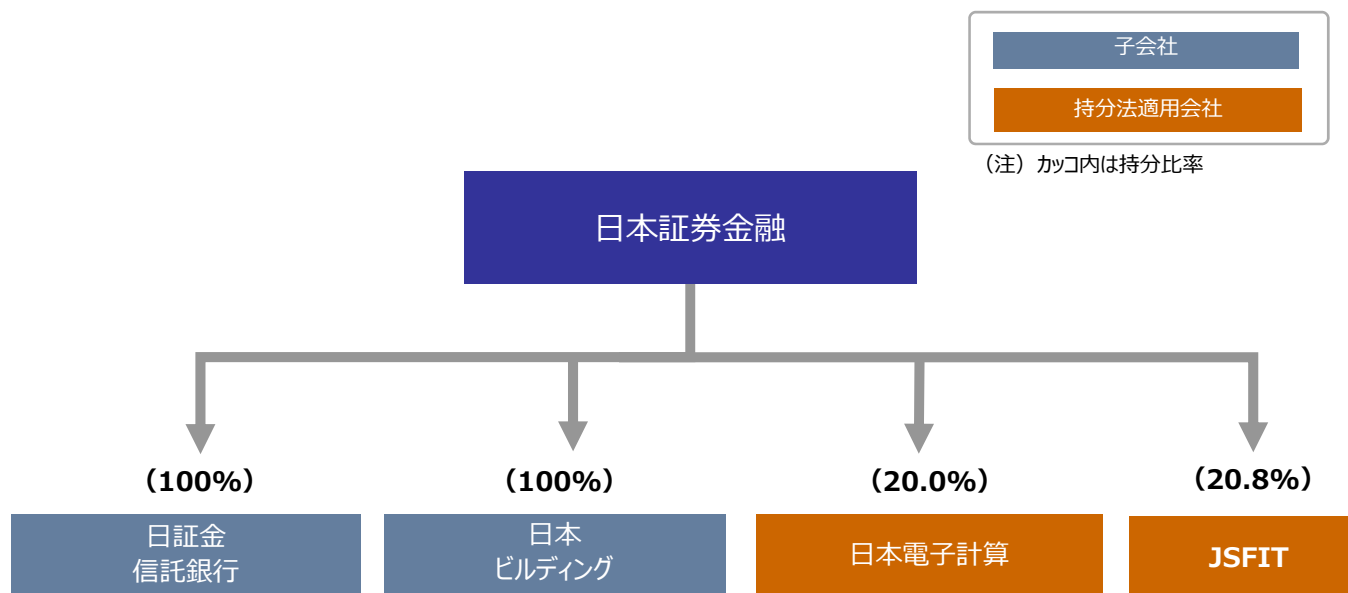 子会社
持分法適用会社
（注）カッコ内は持分比率
日本証券金融
（100%）
（100%）
（20.0%）
（20.8%）
日証金
信託銀行
日本
ビルディング
日本電子計算
JSFIT